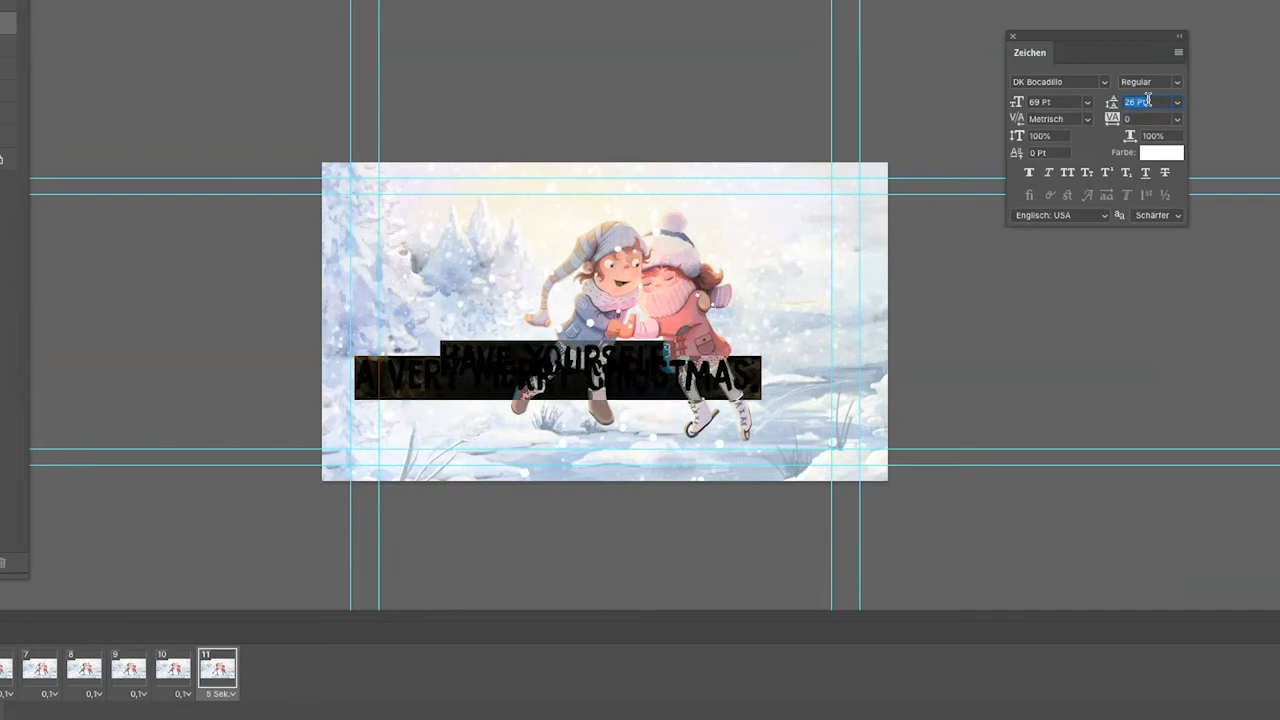 Zeichen
DK Bocadillo Regular
69 Pt 26 Pt
Metrisch 0
100% 100%
0 Pt Farbe:
Englisch: USA Schärfer
HAVE YOURSELF
A VERY MERRY CHRISTMAS.
7 8 9 10 11
0,1 0,1 0,1 0,1 0,1 5 Sek.